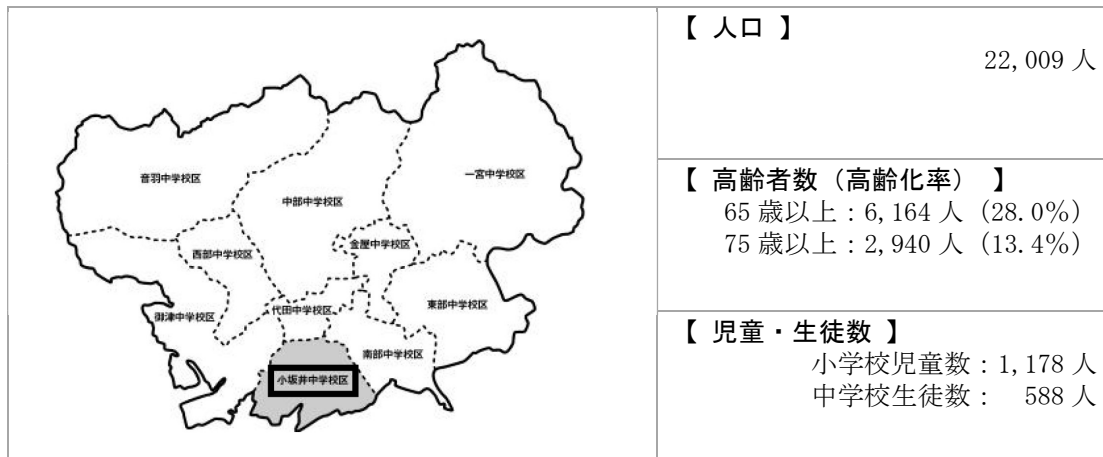 音羽中学校区
一宮中学校区
中部中学校区
金屋中学校区
西部中学校区
東部中学校区
代田中学校区
御津中学校区
南部中学校区
小坂井中学校区
【 人口 】
22,009 人
【 高齢者数（高齢化率） 】
65 歳以上：6,164 人（28.0%）
75 歳以上：2,940 人（13.4%）
【 児童・生徒数 】
小学校児童数：1,178 人
中学校生徒数： 588 人